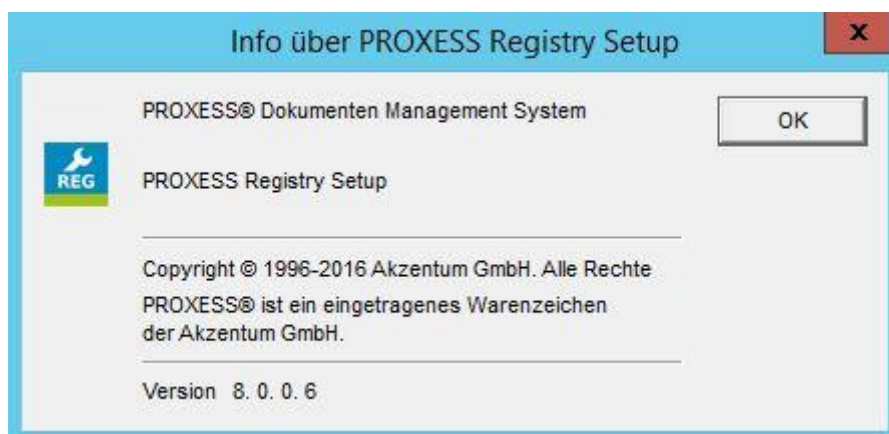 Info über PROXESS Registry Setup
x
PROXESS® Dokumenten Management System
OK
REG
PROXESS Registry Setup
Copyright © 1996-2016 Akzentum GmbH. Alle Rechte
PROXESS® ist ein eingetragenes Warenzeichen
der Akzentum GmbH.
Version 8. 0. 0. 6